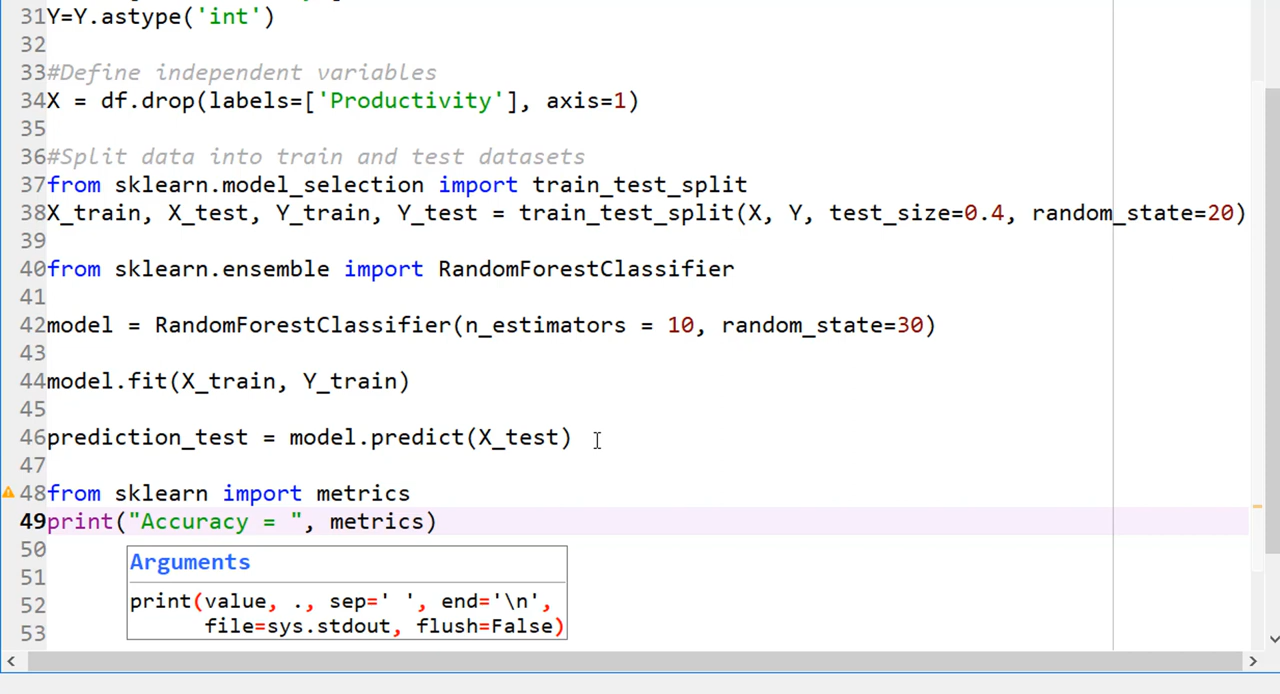 31Y=Y.astype('int')
32
33#Define independent variables
34X = df.drop(labels=['Productivity'], axis=1)
35
36#Split data into train and test datasets
37from sklearn.model_selection import train_test_split
38X_train, X_test, Y_train, Y_test = train_test_split(X, Y, test_size=0.4, random_state=20)
39
40from sklearn.ensemble import RandomForestClassifier
41
42model = RandomForestClassifier(n_estimators = 10, random_state=30)
43
44model.fit(X_train, Y_train)
45
46prediction_test = model.predict(X_test)
47
48from sklearn import metrics
49print("Accuracy = ", metrics)
50
Arguments
51
print(value, ., sep=' ', end='\n',
52
file=sys.stdout, flush=False)
53